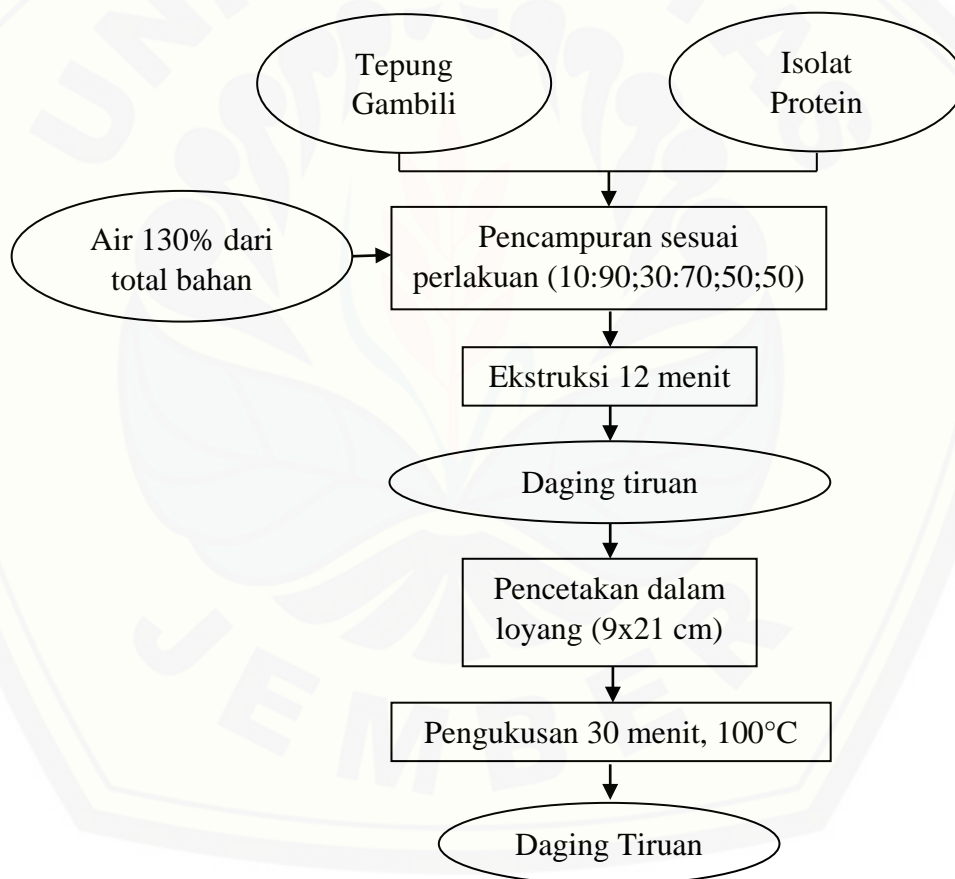 Tepung
Gambili
Isolat
Protein
Air 130% dari
total bahan
Pencampuran sesuai
perlakuan (10:90;30:70;50;50)
Ekstruksi 12 menit
Daging tiruan
Pencetakan dalam
loyang (9x21 cm)
Pengukusan 30 menit, 100°C
Daging Tiruan
JEMBER